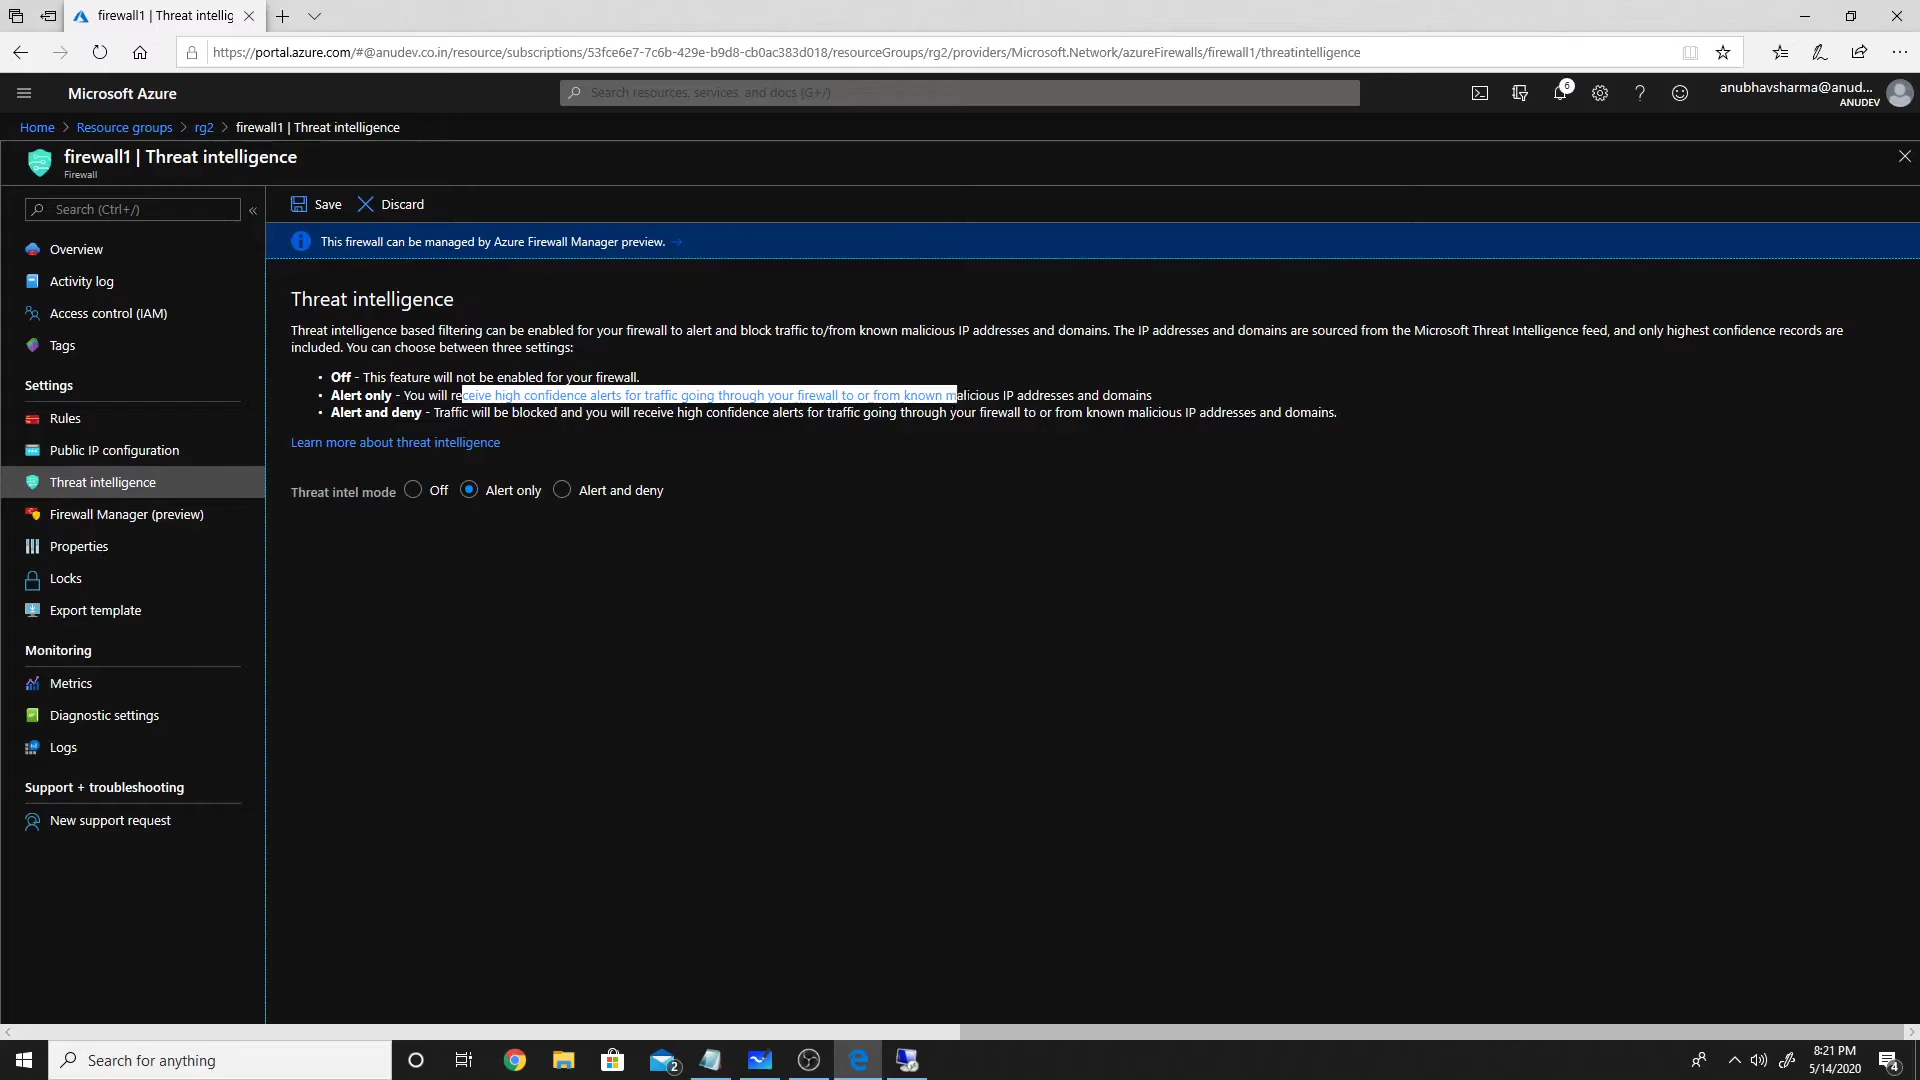 firewall1 | Threat intellig
https://portal.azure.com/#@anudev.co.in/resource/subscriptions/53fce6e7-7c6b-429e-b9d8-cb0ac383d018/resourceGroups/rg2/providers/Microsoft.Network/azureFirewalls/firewall1/threatintelligence
Microsoft Azure
Search resources, services, and docs (G+/)
6
anubhavsharma@anud...
ANUDEV
Home > Resource groups > rg2 > firewall1 | Threat intelligence
firewall1 | Threat intelligence
Firewall
Search (Ctrl+/)
«
Overview
Activity log
Access control (IAM)
Tags
Settings
Rules
Public IP configuration
Threat intelligence
Firewall Manager (preview)
Properties
Locks
Export template
Monitoring
Metrics
Diagnostic settings
Logs
Support + troubleshooting
New support request
Save
Discard
This firewall can be managed by Azure Firewall Manager preview. →
Threat intelligence
Threat intelligence based filtering can be enabled for your firewall to alert and block traffic to/from known malicious IP addresses and domains. The IP addresses and domains are sourced from the Microsoft Threat Intelligence feed, and only highest confidence records are
included. You can choose between three settings:
• Off - This feature will not be enabled for your firewall.
• Alert only - You will receive high confidence alerts for traffic going through your firewall to or from known malicious IP addresses and domains
• Alert and deny - Traffic will be blocked and you will receive high confidence alerts for traffic going through your firewall to or from known malicious IP addresses and domains.
Learn more about threat intelligence
Threat intel mode Off Alert only Alert and deny
Search for anything
2
8:21 PM
5/14/2020
4